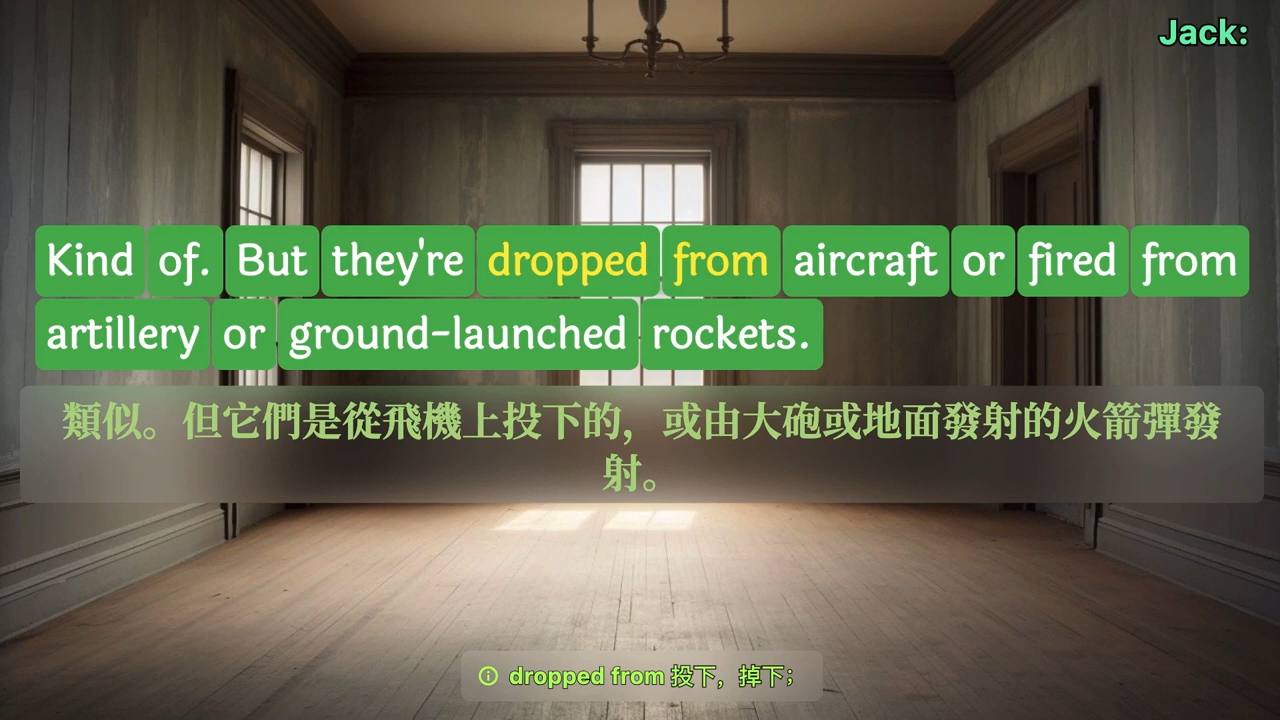 Jack:
Kind of. But they're dropped from aircraft or fired from
artillery or ground-launched rockets.
類似。但它們是從飛機上投下的，或由大砲或地面發射的火箭彈發
射。
dropped from 投下，掉下；